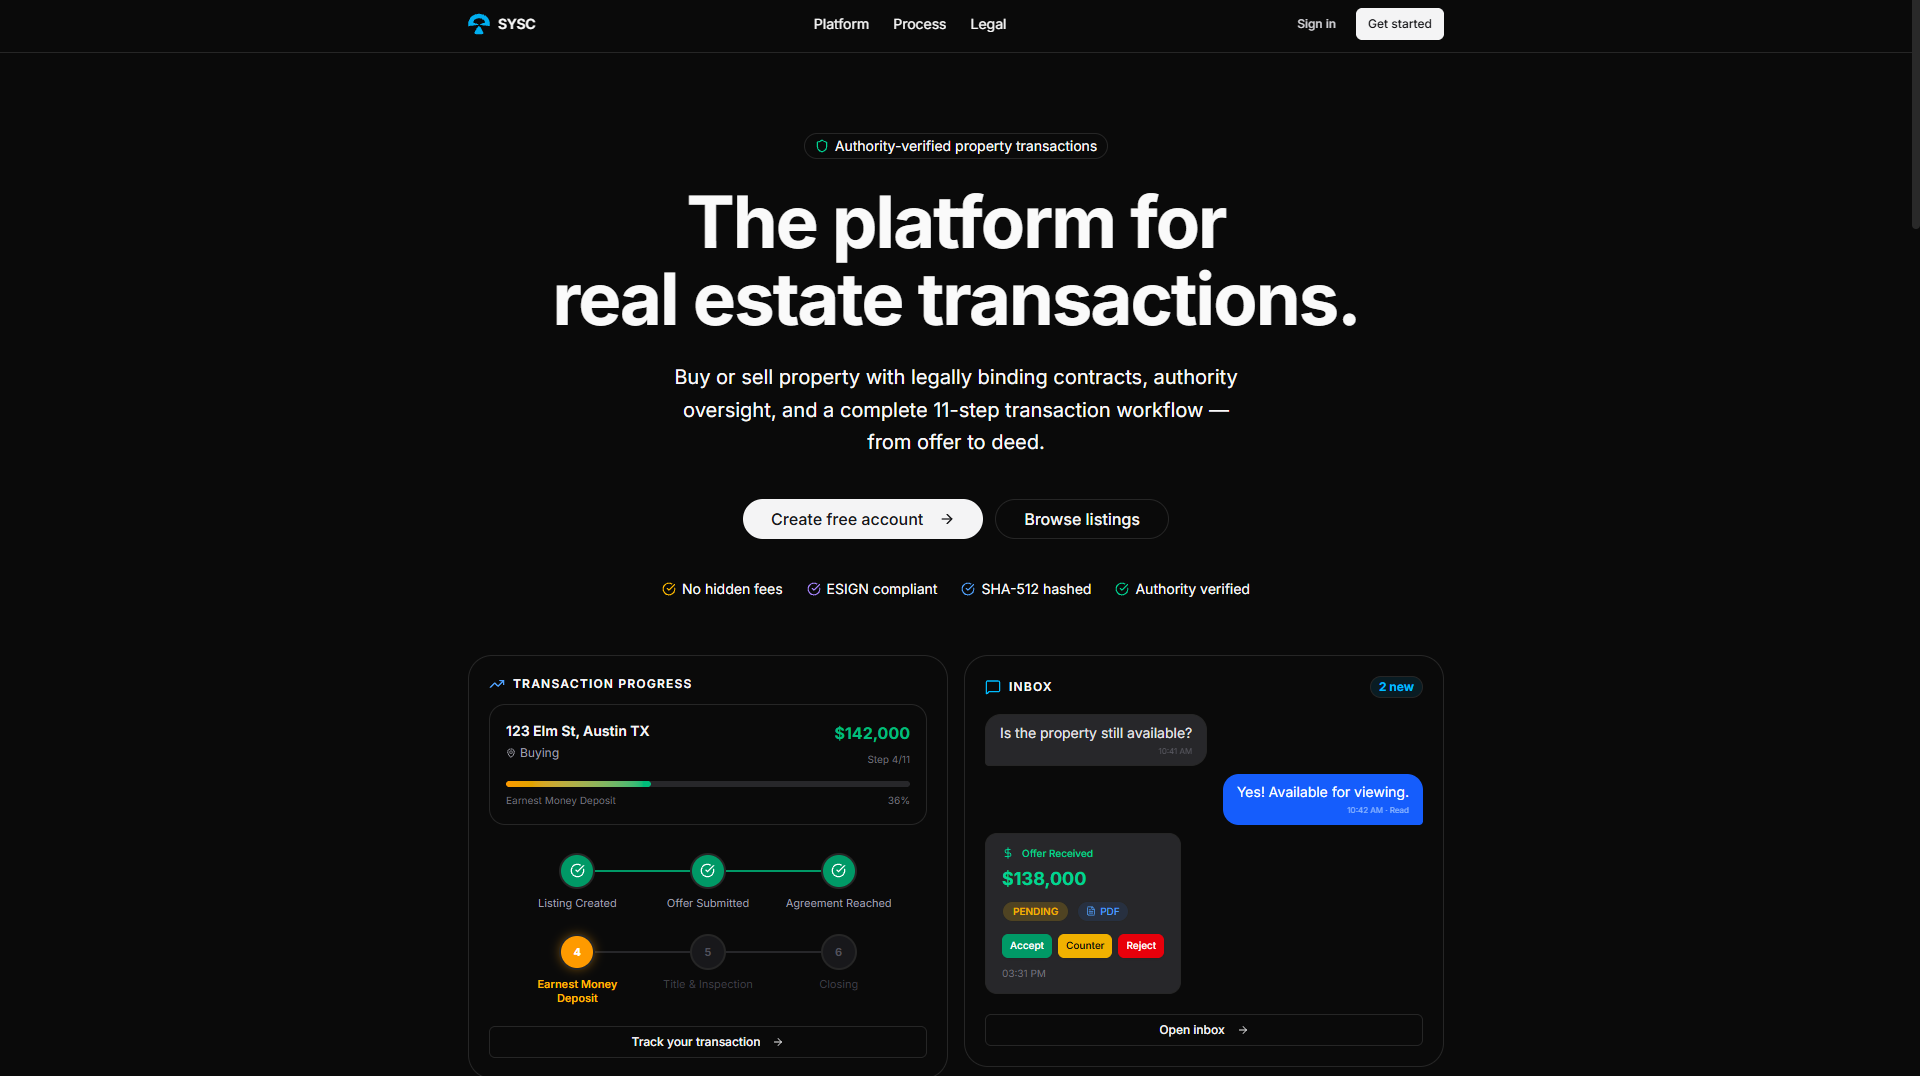 SYSC
Platform
Process
Legal
Sign in
Get started
Authority-verified property transactions
The platform for
real estate transactions.
Buy or sell property with legally binding contracts, authority
oversight, and a complete 11-step transaction workflow —
from offer to deed.
Create free account
Browse listings
No hidden fees
ESIGN compliant
SHA-512 hashed
Authority verified
TRANSACTION PROGRESS
123 Elm St, Austin TX
$142,000
Buying
Step 4/11
Earnest Money Deposit
36%
Listing Created
Offer Submitted
Agreement Reached
4
5
6
Earnest Money
Deposit
Title & Inspection
Closing
Track your transaction
INBOX
2 new
Is the property still available?
10:41 AM
Yes! Available for viewing.
10:42 AM · Read
Offer Received
$138,000
PENDING
PDF
Accept
Counter
Reject
03:31 PM
Open inbox